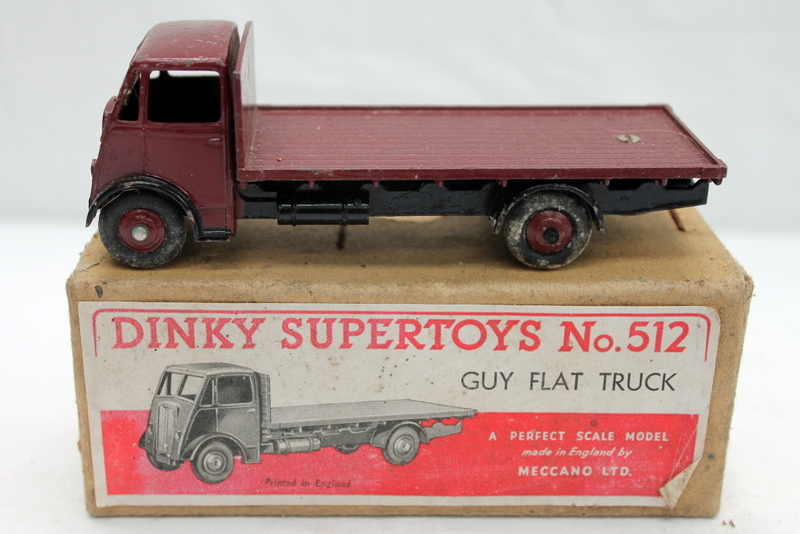 DINKY SUPERTOYS No. 512
GUY FLAT TRUCK
A PERFECT SCALE MODEL
made in England by
MECCANO LTD.
Printed in England